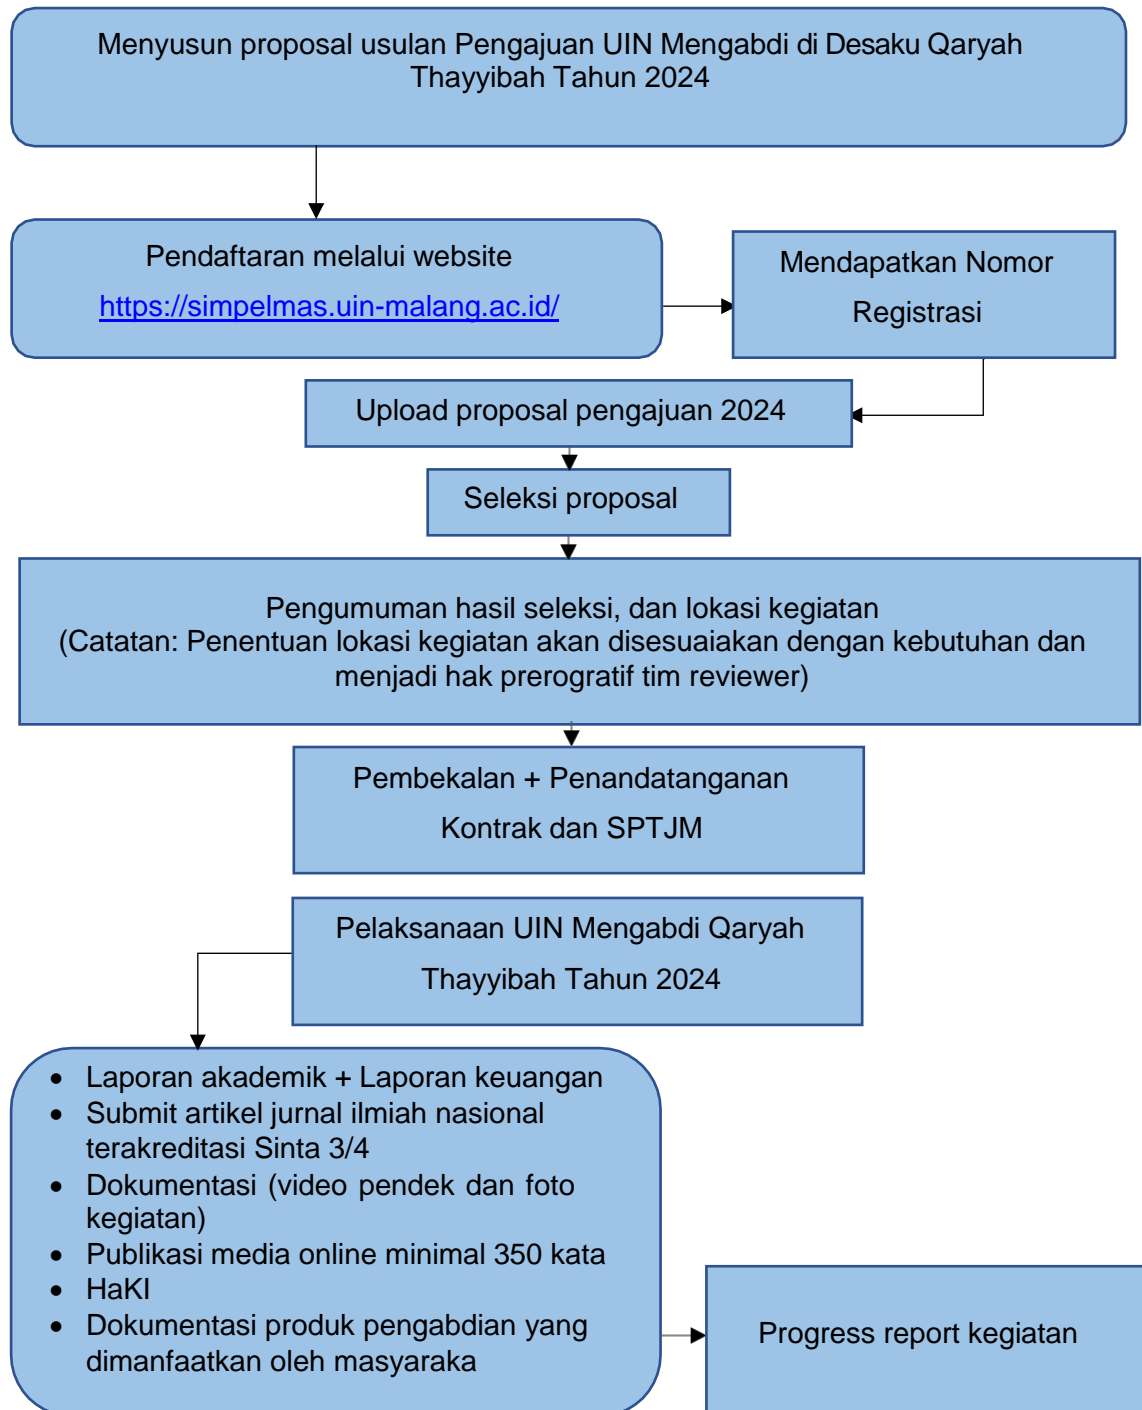 Menyusun proposal usulan Pengajuan UIN Mengabdi di Desaku Qaryah
Thayyibah Tahun 2024
Pendaftaran melalui website
https://simpelmas.uin-malang.ac.id/
Mendapatkan Nomor
Registrasi
Upload proposal pengajuan 2024
Seleksi proposal
Pengumuman hasil seleksi, dan lokasi kegiatan
(Catatan: Penentuan lokasi kegiatan akan disesuaiakan dengan kebutuhan dan
menjadi hak prerogratif tim reviewer)
Pembekalan + Penandatanganan
Kontrak dan SPTJM
Pelaksanaan UIN Mengabdi Qaryah
Thayyibah Tahun 2024
• Laporan akademik + Laporan keuangan
• Submit artikel jurnal ilmiah nasional
terakreditasi Sinta 3/4
• Dokumentasi (video pendek dan foto
kegiatan)
• Publikasi media online minimal 350 kata
• HaKI
• Dokumentasi produk pengabdian yang
dimanfaatkan oleh masyaraka
Progress report kegiatan